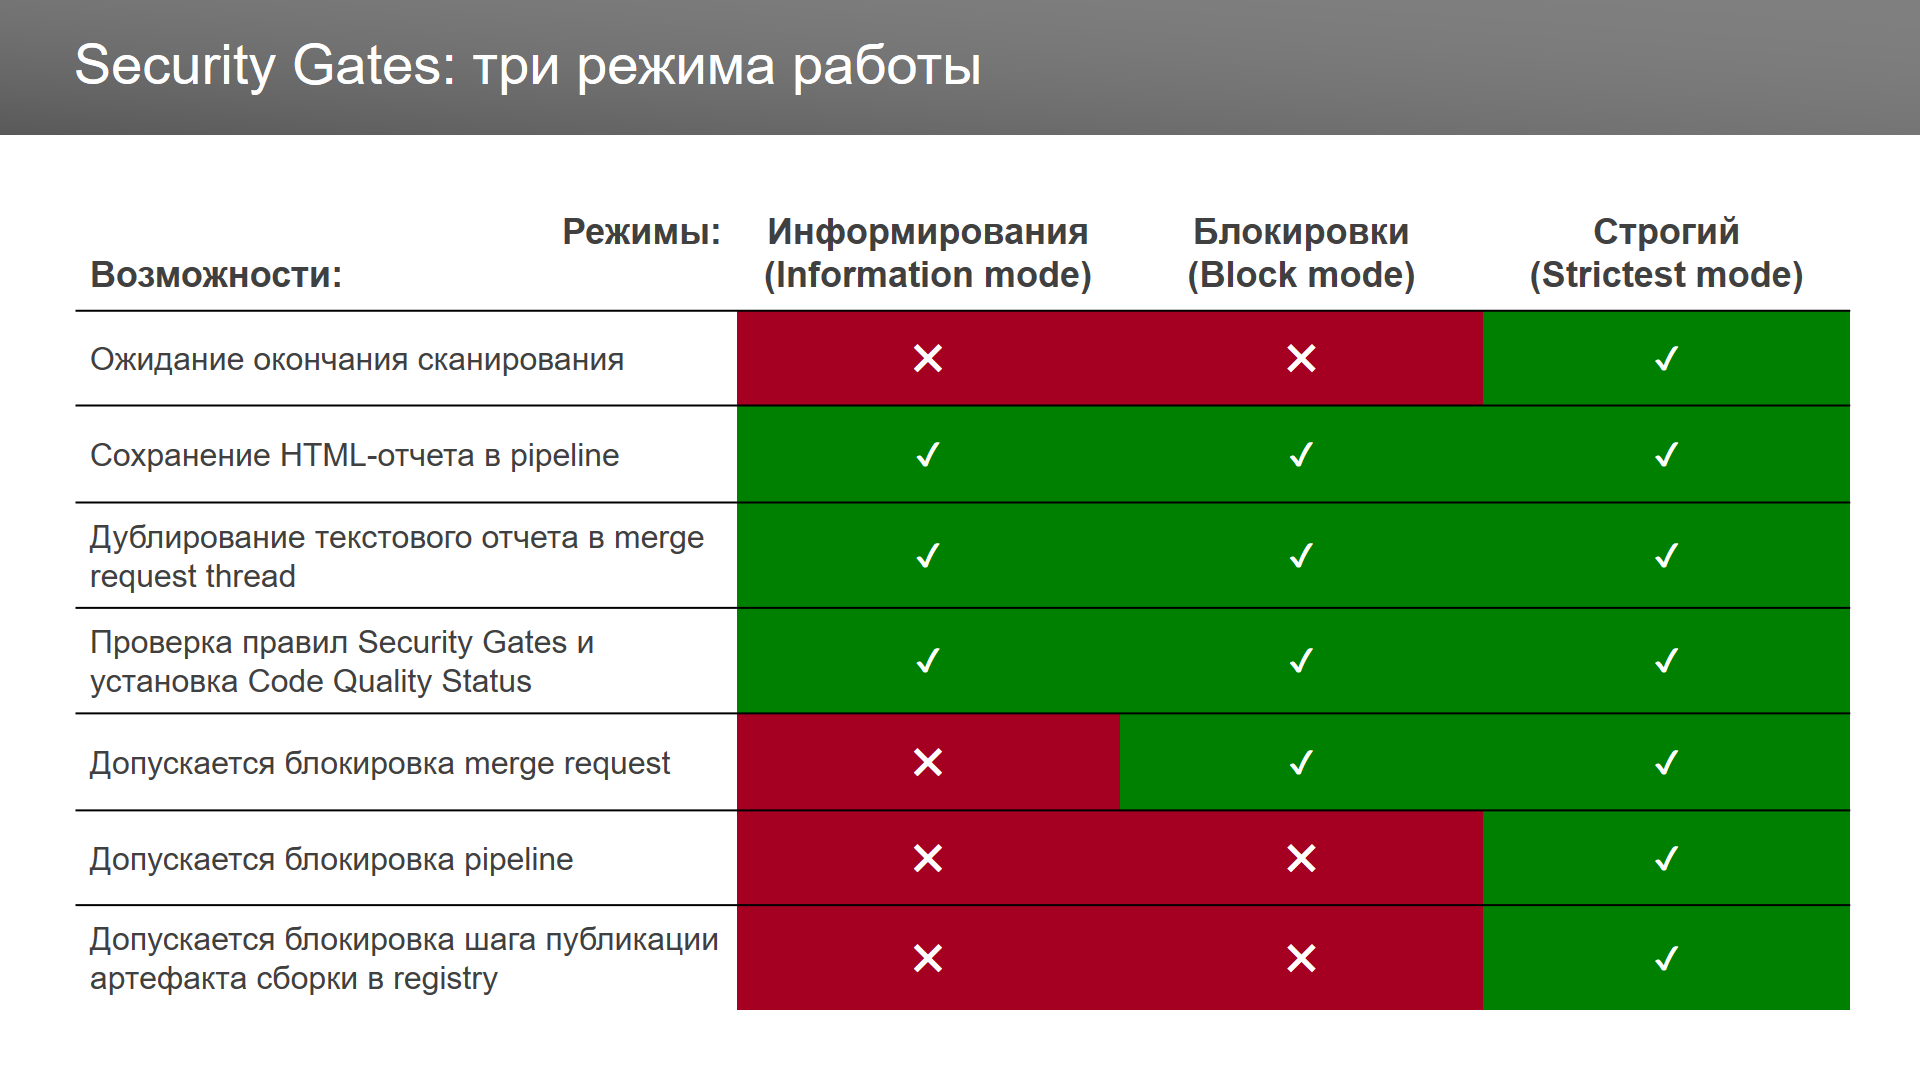 Security Gates: три режима работы
Режимы:
Возможности:
Информирования
(Information mode)
Блокировки
(Block mode)
Строгий
(Strictest mode)
Ожидание окончания сканирования
✕ ✕ ✓
Сохранение HTML-отчета в pipeline
✓ ✓ ✓
Дублирование текстового отчета в merge
request thread
✓ ✓ ✓
Проверка правил Security Gates и
установка Code Quality Status
✓ ✓ ✓
Допускается блокировка merge request
✕ ✓ ✓
Допускается блокировка pipeline
✕ ✕ ✓
Допускается блокировка шага публикации
артефакта сборки в registry
✕ ✕ ✓